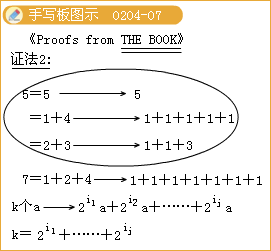 手写板图示 0204-07
《Proofs from THE BOOK》
证法2:
5=5 ⟶ 5
=1+4 ⟶ 1+1+1+1+1
=2+3 ⟶ 1+1+3
7=1+2+4 ⟶ 1+1+1+1+1+1+1
k个a ⟶ 2^{i_1}a+2^{i_2}a+……+2^{i_j}a
k= 2^{i_1}+……+2^{i_j}